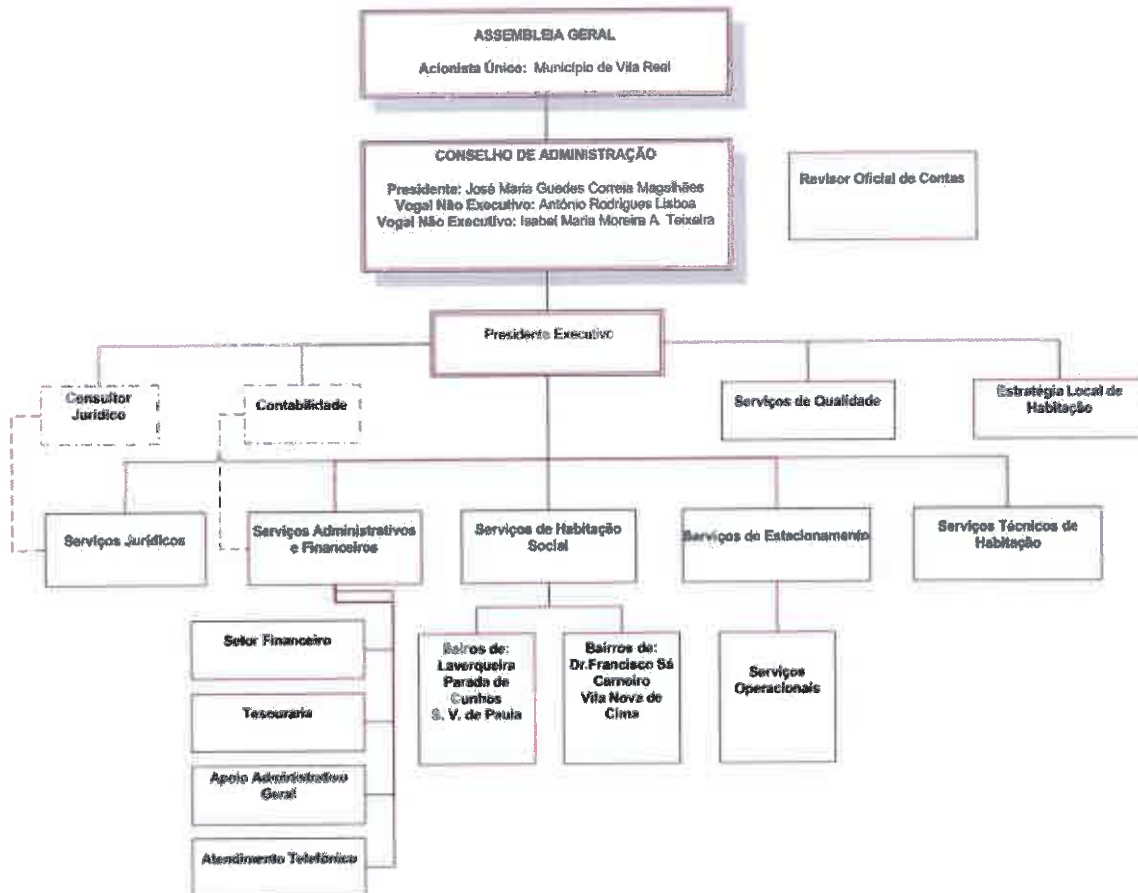 ASSEMBLEIA GERAL
Acionista Único: Município de Vila Real
CONSELHO DE ADMINISTRAÇÃO
Presidente: José Maria Guedes Correia Magalhães
Vogal Não Executivo: António Rodrigues Lisboa
Vogal Não Executivo: Isabel Maria Moreira A. Teixeira
Revisor Oficial de Contas
Presidente Executivo
Consultor
Jurídico
Contabilidade
Serviços de Qualidade
Estratégia Local de
Habitação
Serviços Jurídicos
Serviços Administrativos
e Financeiros
Serviços de Habitação
Social
Serviços de Estacionamento
Serviços Técnicos de
Habitação
Setor Financeiro
Tesouraria
Apoio Administrativo
Geral
Atendimento Telefónico
Bairros de:
Laverqueira
Parada de
Cunhos
S. V. de Paula
Bairros de:
Dr.Francisco Sá
Carneiro
Vila Nova de
Cima
Serviços
Operacionais